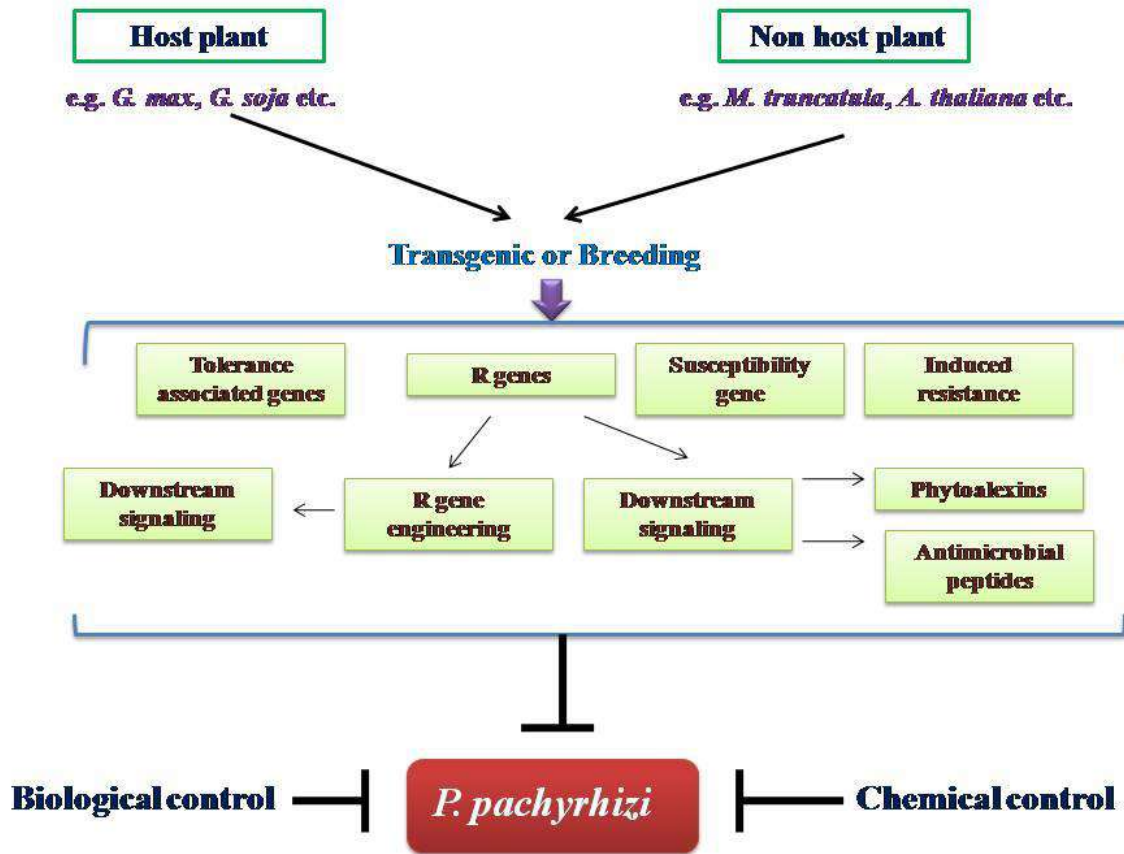 Host plant
Non host plant
e.g. G. max, G. soja etc.
e.g. M. truncatula, A. thaliana etc.
Transgenic or Breeding
Tolerance
associated genes
R genes
Susceptibility
gene
Induced
resistance
Downstream
signaling
R gene
engineering
Downstream
signaling
Phytoalexins
Antimicrobial
peptides
Biological control
P. pachyrhizi
Chemical control